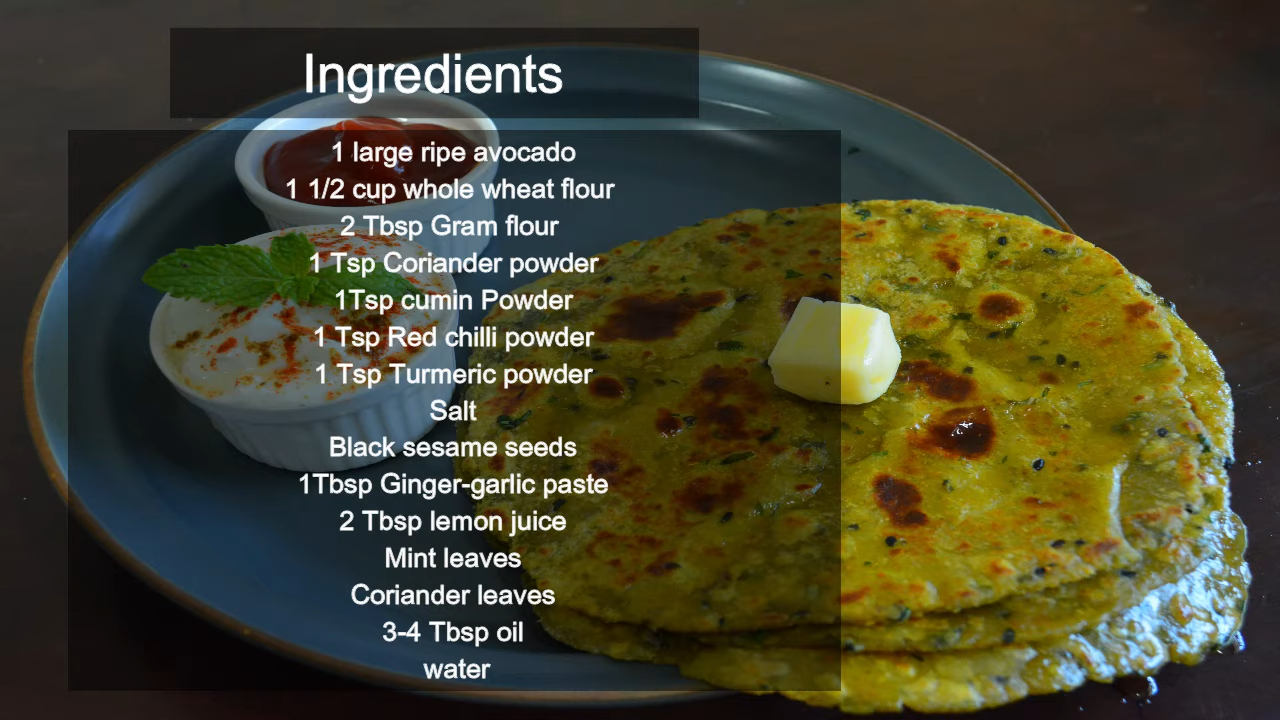 Ingredients
1 large ripe avocado
1 1/2 cup whole wheat flour
2 Tbsp Gram flour
1 Tsp Coriander powder
1Tsp cumin Powder
1 Tsp Red chilli powder
1 Tsp Turmeric powder
Salt
Black sesame seeds
1Tbsp Ginger-garlic paste
2 Tbsp lemon juice
Mint leaves
Coriander leaves
3-4 Tbsp oil
water